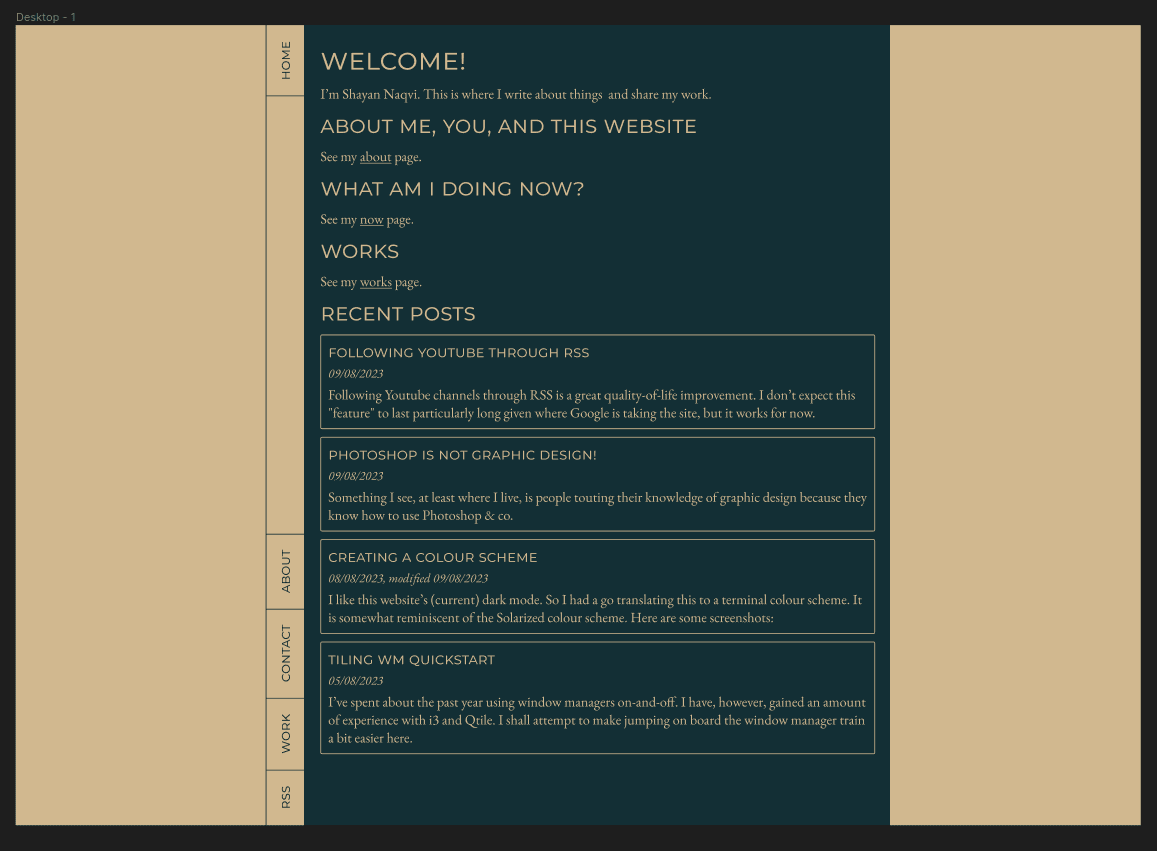 Desktop - 1
HOME
ABOUT
CONTACT
WORK
RSS
WELCOME!
I’m Shayan Naqvi. This is where I write about things  and share my work.
ABOUT ME, YOU, AND THIS WEBSITE
See my about page.
WHAT AM I DOING NOW?
See my now page.
WORKS
See my works page.
RECENT POSTS
FOLLOWING YOUTUBE THROUGH RSS
09/08/2023
Following Youtube channels through RSS is a great quality-of-life improvement. I don’t expect this
"feature" to last particularly long given where Google is taking the site, but it works for now.
PHOTOSHOP IS NOT GRAPHIC DESIGN!
09/08/2023
Something I see, at least where I live, is people touting their knowledge of graphic design because they
know how to use Photoshop & co.
CREATING A COLOUR SCHEME
08/08/2023, modified 09/08/2023
I like this website’s (current) dark mode. So I had a go translating this to a terminal colour scheme. It
is somewhat reminiscent of the Solarized colour scheme. Here are some screenshots:
TILING WM QUICKSTART
05/08/2023
I’ve spent about the past year using window managers on-and-off. I have, however, gained an amount
of experience with i3 and Qtile. I shall attempt to make jumping on board the window manager train
a bit easier here.